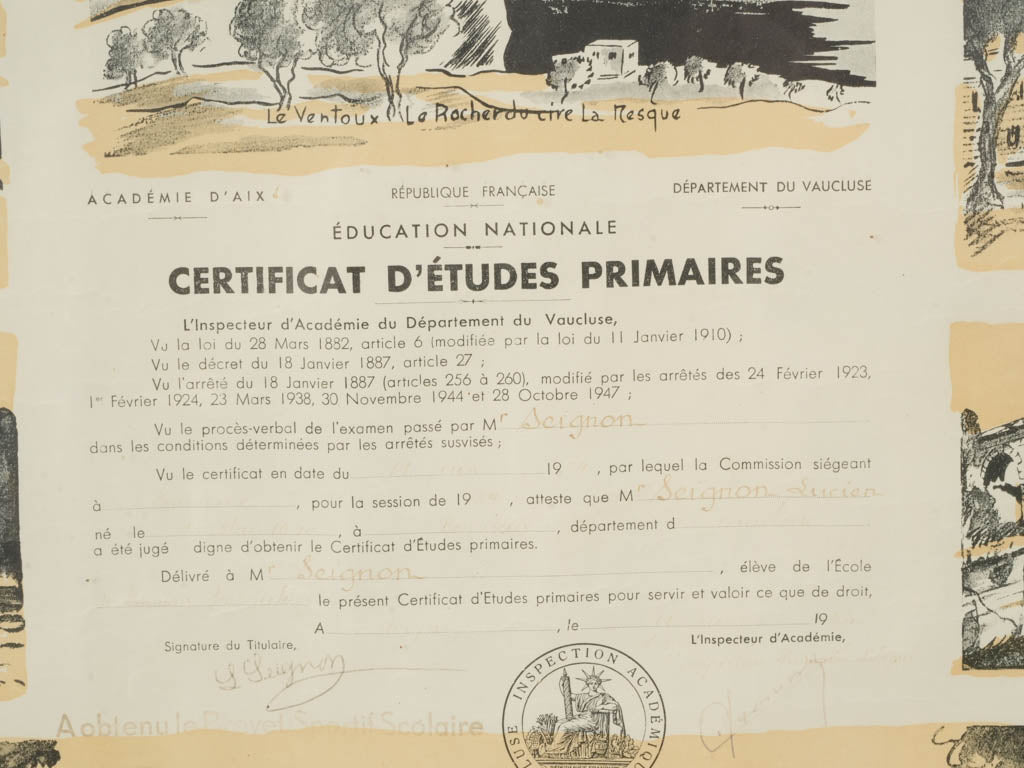 Le Ventoux Le Rocher du cire La Nesque
ACADÉMIE D'AIX
RÉPUBLIQUE FRANÇAISE
DÉPARTEMENT DU VAUCLUSE
ÉDUCATION NATIONALE
CERTIFICAT D'ÉTUDES PRIMAIRES
L'Inspecteur d'Académie du Département du Vaucluse,
Vu la loi du 28 Mars 1882, article 6 (modifiée par la loi du 11 Janvier 1910) ;
Vu le décret du 18 Janvier 1887, article 27 ;
Vu l'arrêté du 18 Janvier 1887 (articles 256 à 260), modifié par les arrêtés des 24 Février 1923,
1er Février 1924, 23 Mars 1938, 30 Novembre 1944 et 28 Octobre 1947 ;
Vu le procès-verbal de l'examen passé par Mr Seignon
dans les conditions déterminées par les arrêtés susvisés ;
Vu le certificat en date du 19 , par lequel la Commission siégeant
à , pour la session de 19 , atteste que Mr Seignon Lucien
né le , à , département d
a été jugé digne d'obtenir le Certificat d'Études primaires.
Délivré à Mr Seignon , élève de l'École
le présent Certificat d'Etudes primaires pour servir et valoir ce que de droit,
A , le 19
Signature du Titulaire,
L'Inspecteur d'Académie,
L Seignon
A obtenu le Brevet Sportif Scolaire
INSPECTION ACADÉMIQUE